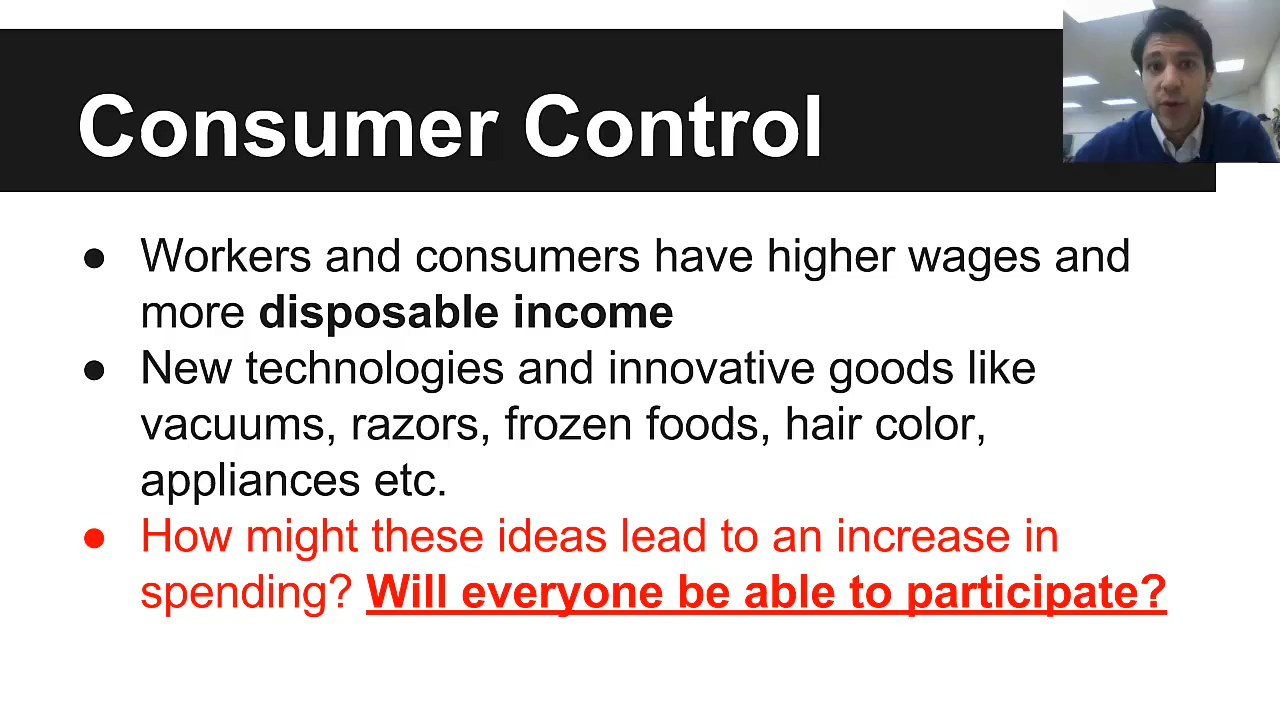 Consumer Control
● Workers and consumers have higher wages and
more disposable income
● New technologies and innovative goods like
vacuums, razors, frozen foods, hair color,
appliances etc.
● How might these ideas lead to an increase in
spending? Will everyone be able to participate?